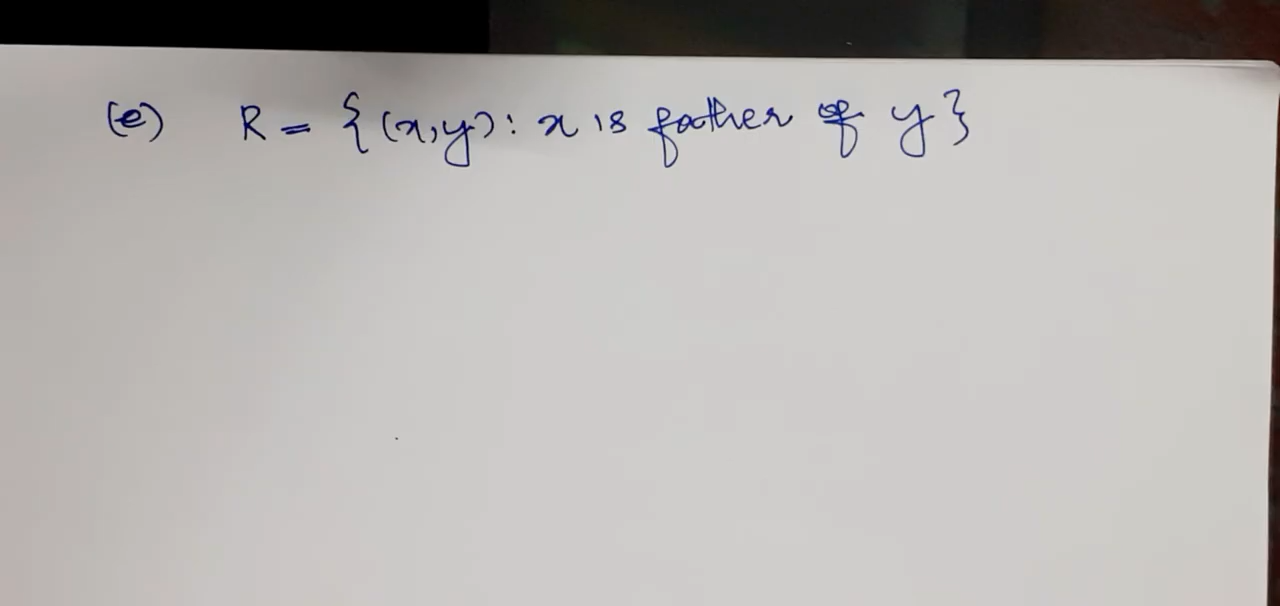 (e) R = {(x,y): x is father of y}